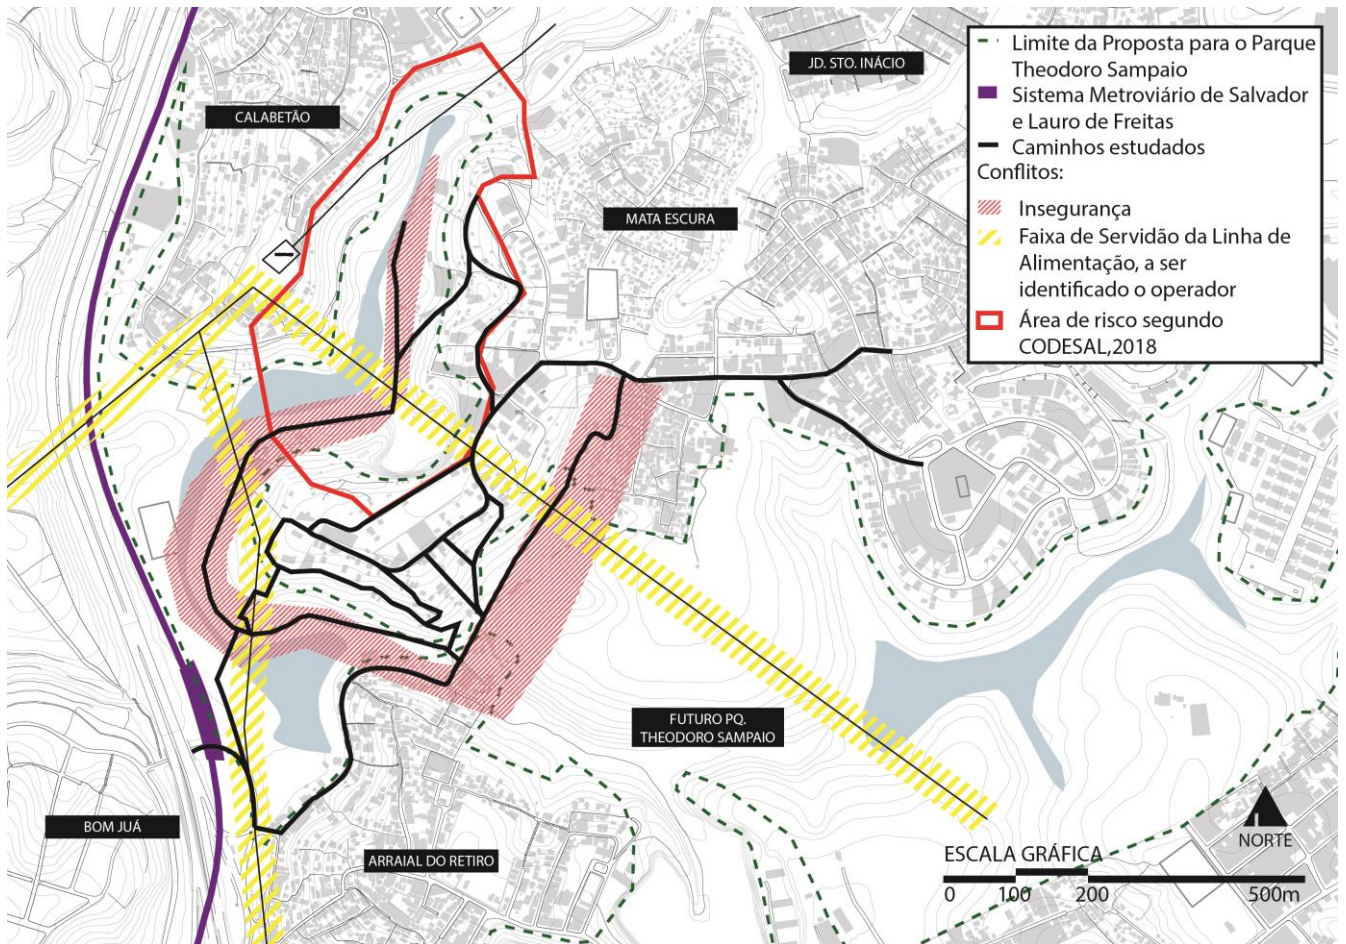 JD. STO. INÁCIO
CALABETÃO
MATA ESCURA
Limite da Proposta para o Parque
Theodoro Sampaio
Sistema Metroviário de Salvador
e Lauro de Freitas
Caminhos estudados
Conflitos:
Insegurança
Faixa de Servidão da Linha de
Alimentação, a ser
identificado o operador
Área de risco segundo
CODESAL,2018
FUTURO PQ.
THEODORO SAMPAIO
BOM JUÁ
ARRAIAL DO RETIRO
NORTE
ESCALA GRÁFICA
0 100 200 500m